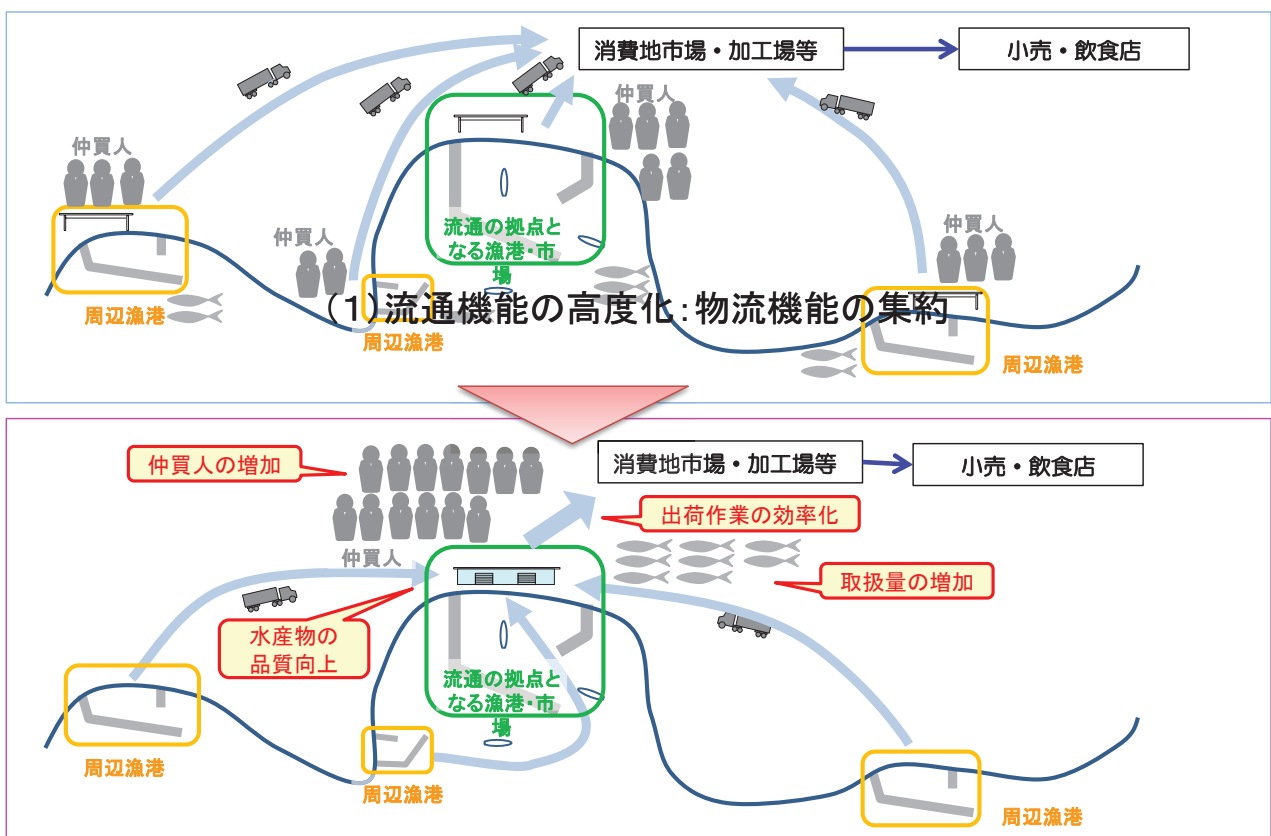 消費地市場・加工場等
小売・飲食店
仲買人
仲買人
流通の拠点と
なる漁港・市
場
仲買人
仲買人
周辺漁港
(1)流通機能の高度化:物流機能の集約
周辺漁港
周辺漁港
仲買人の増加
消費地市場・加工場等
小売・飲食店
出荷作業の効率化
仲買人
取扱量の増加
水産物の
品質向上
流通の拠点と
なる漁港・市
場
周辺漁港
周辺漁港
周辺漁港